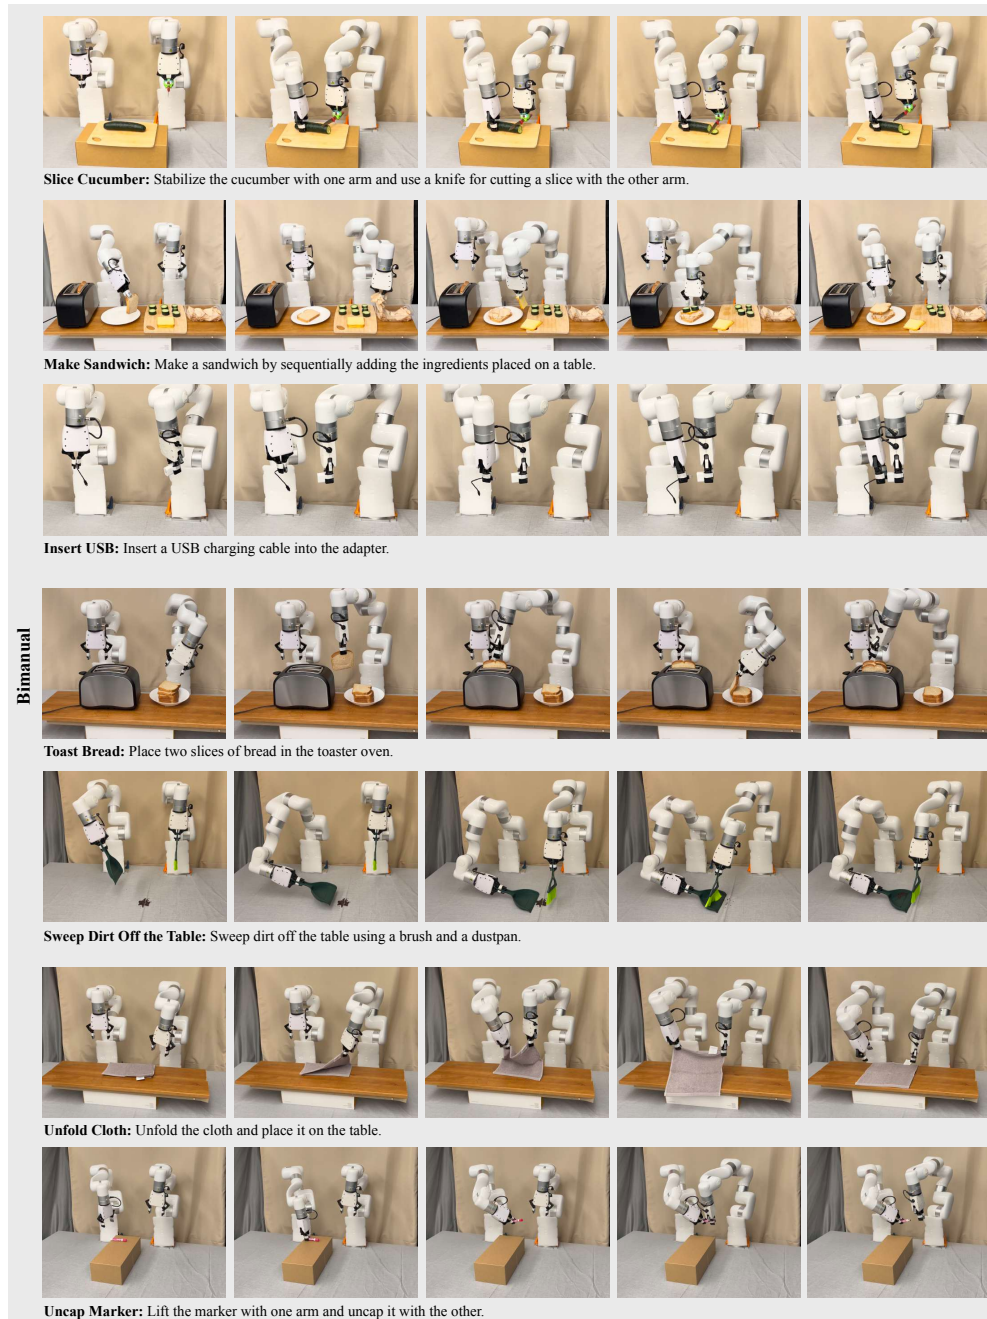 Slice Cucumber: Stabilize the cucumber with one arm and use a knife for cutting a slice with the other arm.
Make Sandwich: Make a sandwich by sequentially adding the ingredients placed on a table.
Insert USB: Insert a USB charging cable into the adapter.
Bimanual
Toast Bread: Place two slices of bread in the toaster oven.
Sweep Dirt Off the Table: Sweep dirt off the table using a brush and a dustpan.
Unfold Cloth: Unfold the cloth and place it on the table.
Uncap Marker: Lift the marker with one arm and uncap it with the other.